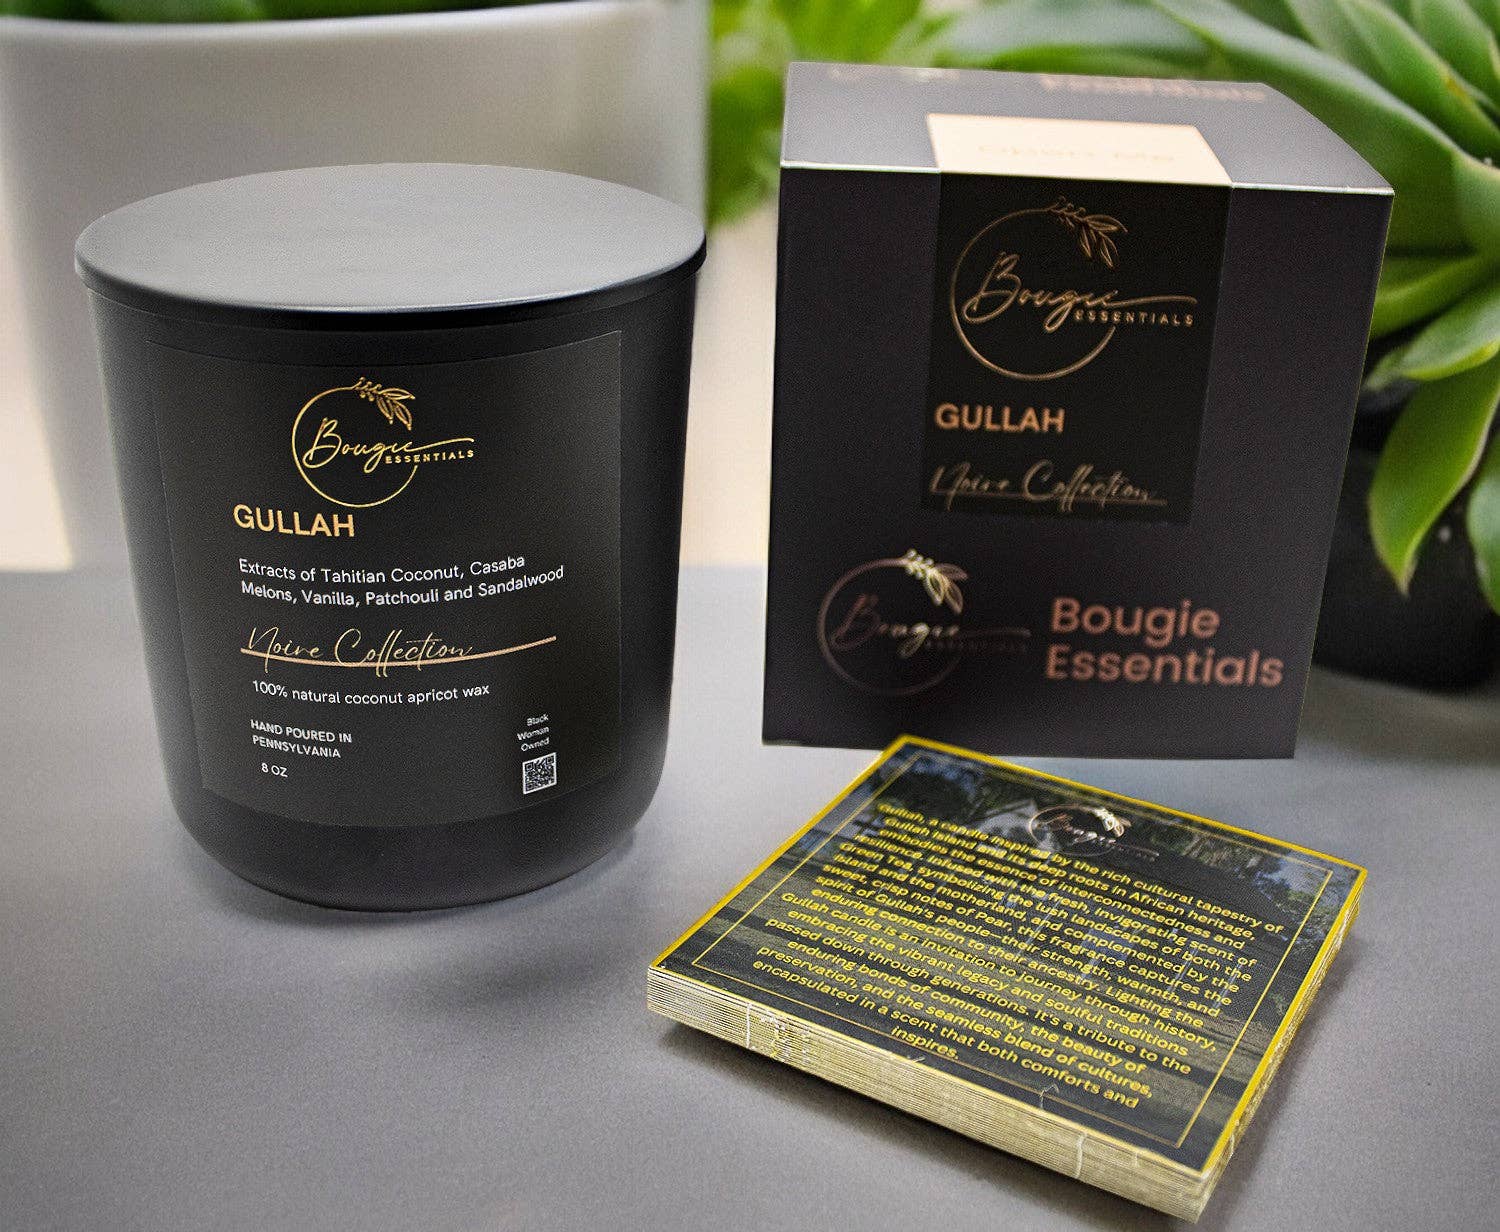 Bougie
ESSENTIALS
GULLAH
Extracts of Tahitian Coconut, Casaba
Melons, Vanilla, Patchouli and Sandalwood
Noire Collection
100% natural coconut apricot wax
HAND POURED IN
PENNSYLVANIA
8 OZ
Black
Woman
Owned
Essentials
Open Me
Bougie
ESSENTIALS
GULLAH
Noire Collection
Bougie
ESSENTIALS
Bougie
Essentials
Bougie
ESSENTIALS
Gullah, a candle inspired by the rich cultural tapestry of
Gullah Island and its deep roots in African heritage,
embodies the essence of interconnectedness and
resilience. Infused with the fresh, invigorating scent of
Green Tea, symbolizing the lush landscapes of both the
Island and the motherland, and complemented by the
sweet, crisp notes of Pear, this fragrance captures the
spirit of Gullah's people—their strength, warmth, and
enduring connection to their ancestry. Lighting the
Gullah candle is an invitation to journey through history,
embracing the vibrant legacy and soulful traditions
passed down through generations. It's a tribute to the
enduring bonds of community, the beauty of
preservation, and the seamless blend of cultures,
encapsulated in a scent that both comforts and
inspires.